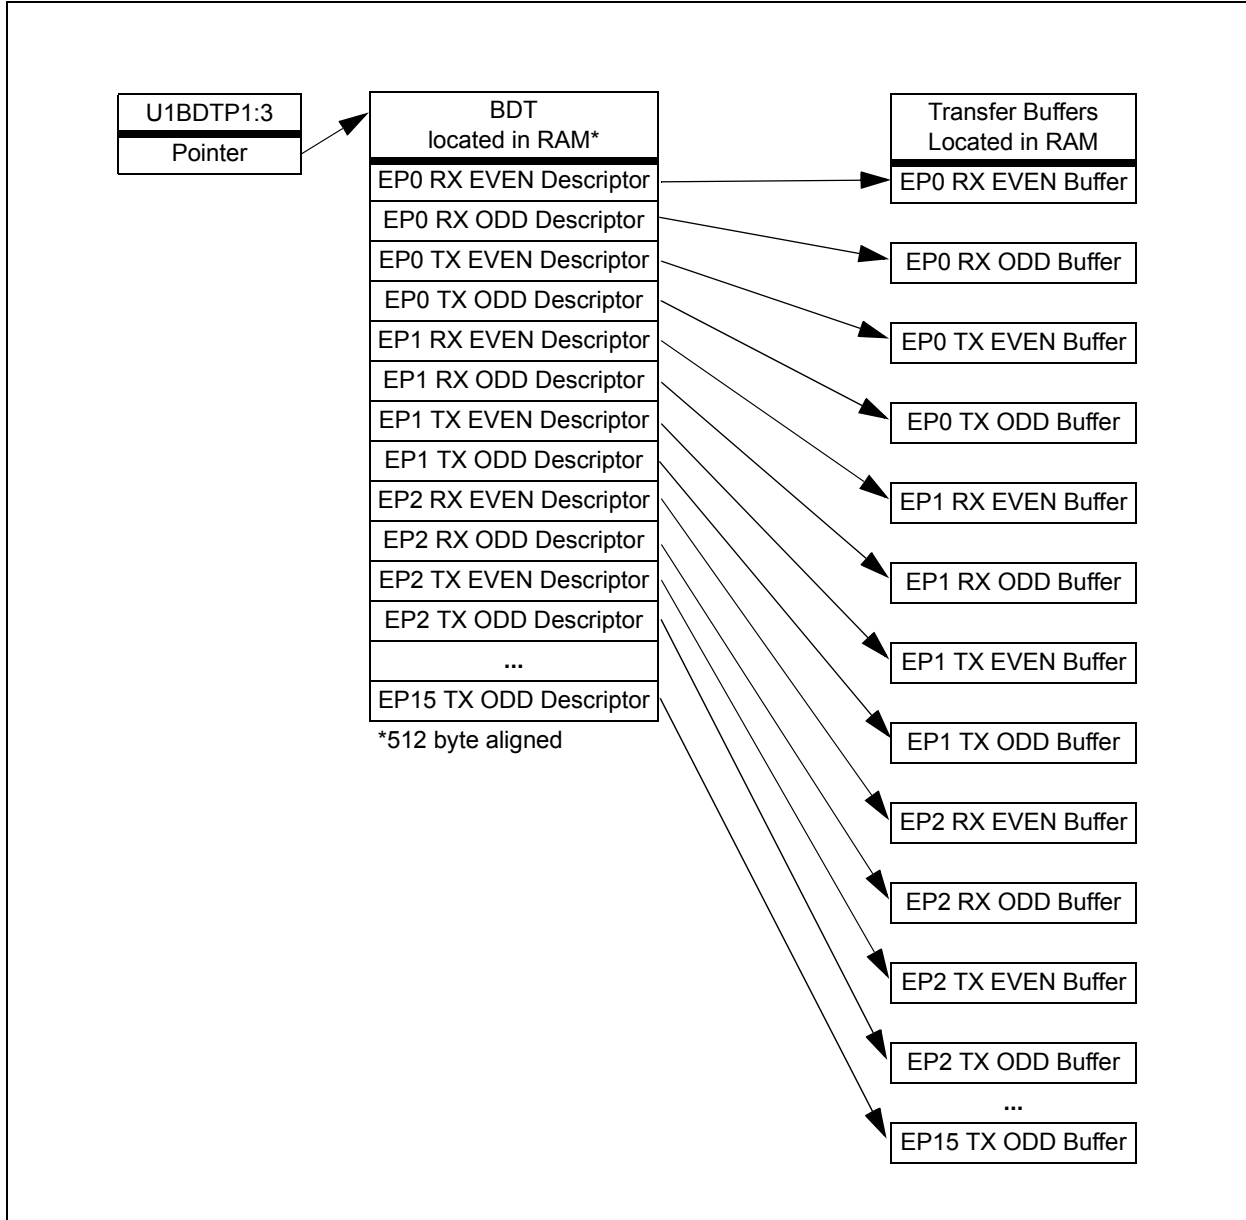 U1BDTP1:3
Pointer
BDT
located in RAM*
EP0 RX EVEN Descriptor
EP0 RX ODD Descriptor
EP0 TX EVEN Descriptor
EP0 TX ODD Descriptor
EP1 RX EVEN Descriptor
EP1 RX ODD Descriptor
EP1 TX EVEN Descriptor
EP1 TX ODD Descriptor
EP2 RX EVEN Descriptor
EP2 RX ODD Descriptor
EP2 TX EVEN Descriptor
EP2 TX ODD Descriptor
...
EP15 TX ODD Descriptor
*512 byte aligned
Transfer Buffers
Located in RAM
EP0 RX EVEN Buffer
EP0 RX ODD Buffer
EP0 TX EVEN Buffer
EP0 TX ODD Buffer
EP1 RX EVEN Buffer
EP1 RX ODD Buffer
EP1 TX EVEN Buffer
EP1 TX ODD Buffer
EP2 RX EVEN Buffer
EP2 RX ODD Buffer
EP2 TX EVEN Buffer
EP2 TX ODD Buffer
...
EP15 TX ODD Buffer